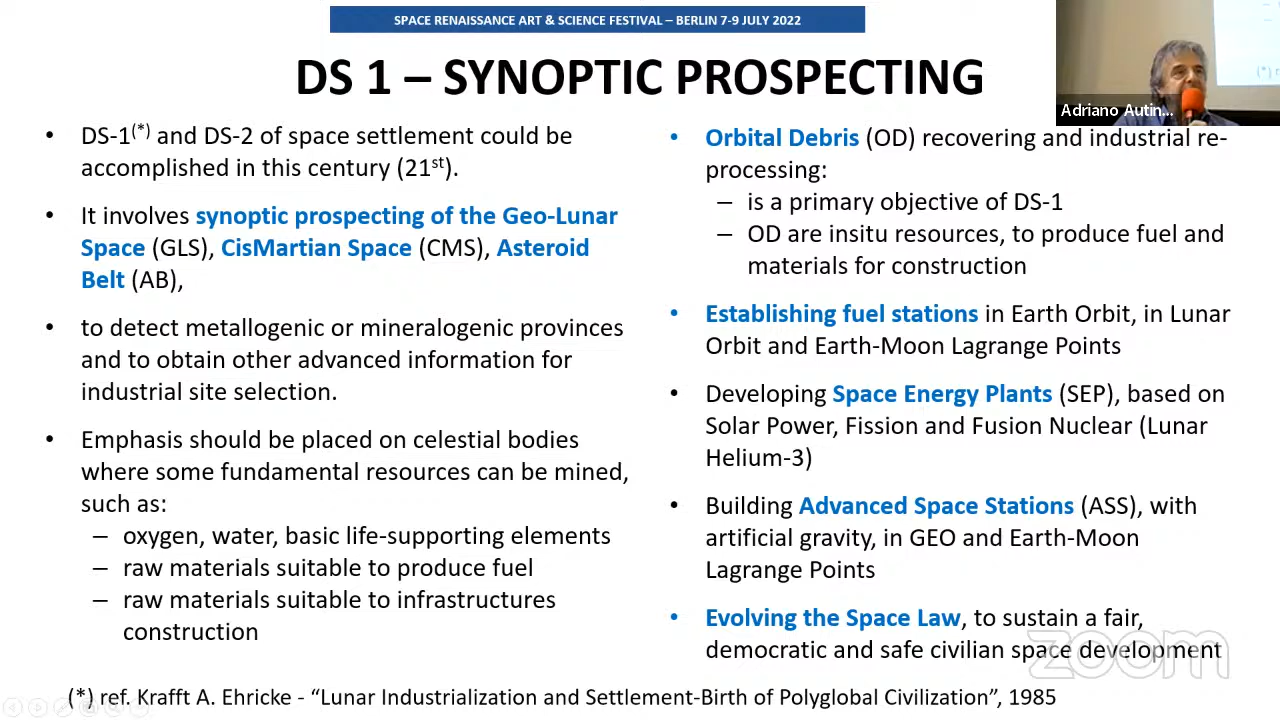 SPACE RENAISSANCE ART & SCIENCE FESTIVAL – BERLIN 7-9 JULY 2022
DS 1 – SYNOPTIC PROSPECTING
Adriano Autin...
• DS-1(*) and DS-2 of space settlement could be
accomplished in this century (21st).
• It involves synoptic prospecting of the Geo-Lunar
Space (GLS), CisMartian Space (CMS), Asteroid
Belt (AB),
• to detect metallogenic or mineralogenic provinces
and to obtain other advanced information for
industrial site selection.
• Emphasis should be placed on celestial bodies
where some fundamental resources can be mined,
such as:
– oxygen, water, basic life-supporting elements
– raw materials suitable to produce fuel
– raw materials suitable to infrastructures
construction
• Orbital Debris (OD) recovering and industrial re-
processing:
– is a primary objective of DS-1
– OD are insitu resources, to produce fuel and
materials for construction
• Establishing fuel stations in Earth Orbit, in Lunar
Orbit and Earth-Moon Lagrange Points
• Developing Space Energy Plants (SEP), based on
Solar Power, Fission and Fusion Nuclear (Lunar
Helium-3)
• Building Advanced Space Stations (ASS), with
artificial gravity, in GEO and Earth-Moon
Lagrange Points
• Evolving the Space Law, to sustain a fair,
democratic and safe civilian space development
zoom
(*) ref. Krafft A. Ehricke - “Lunar Industrialization and Settlement-Birth of Polyglobal Civilization”, 1985